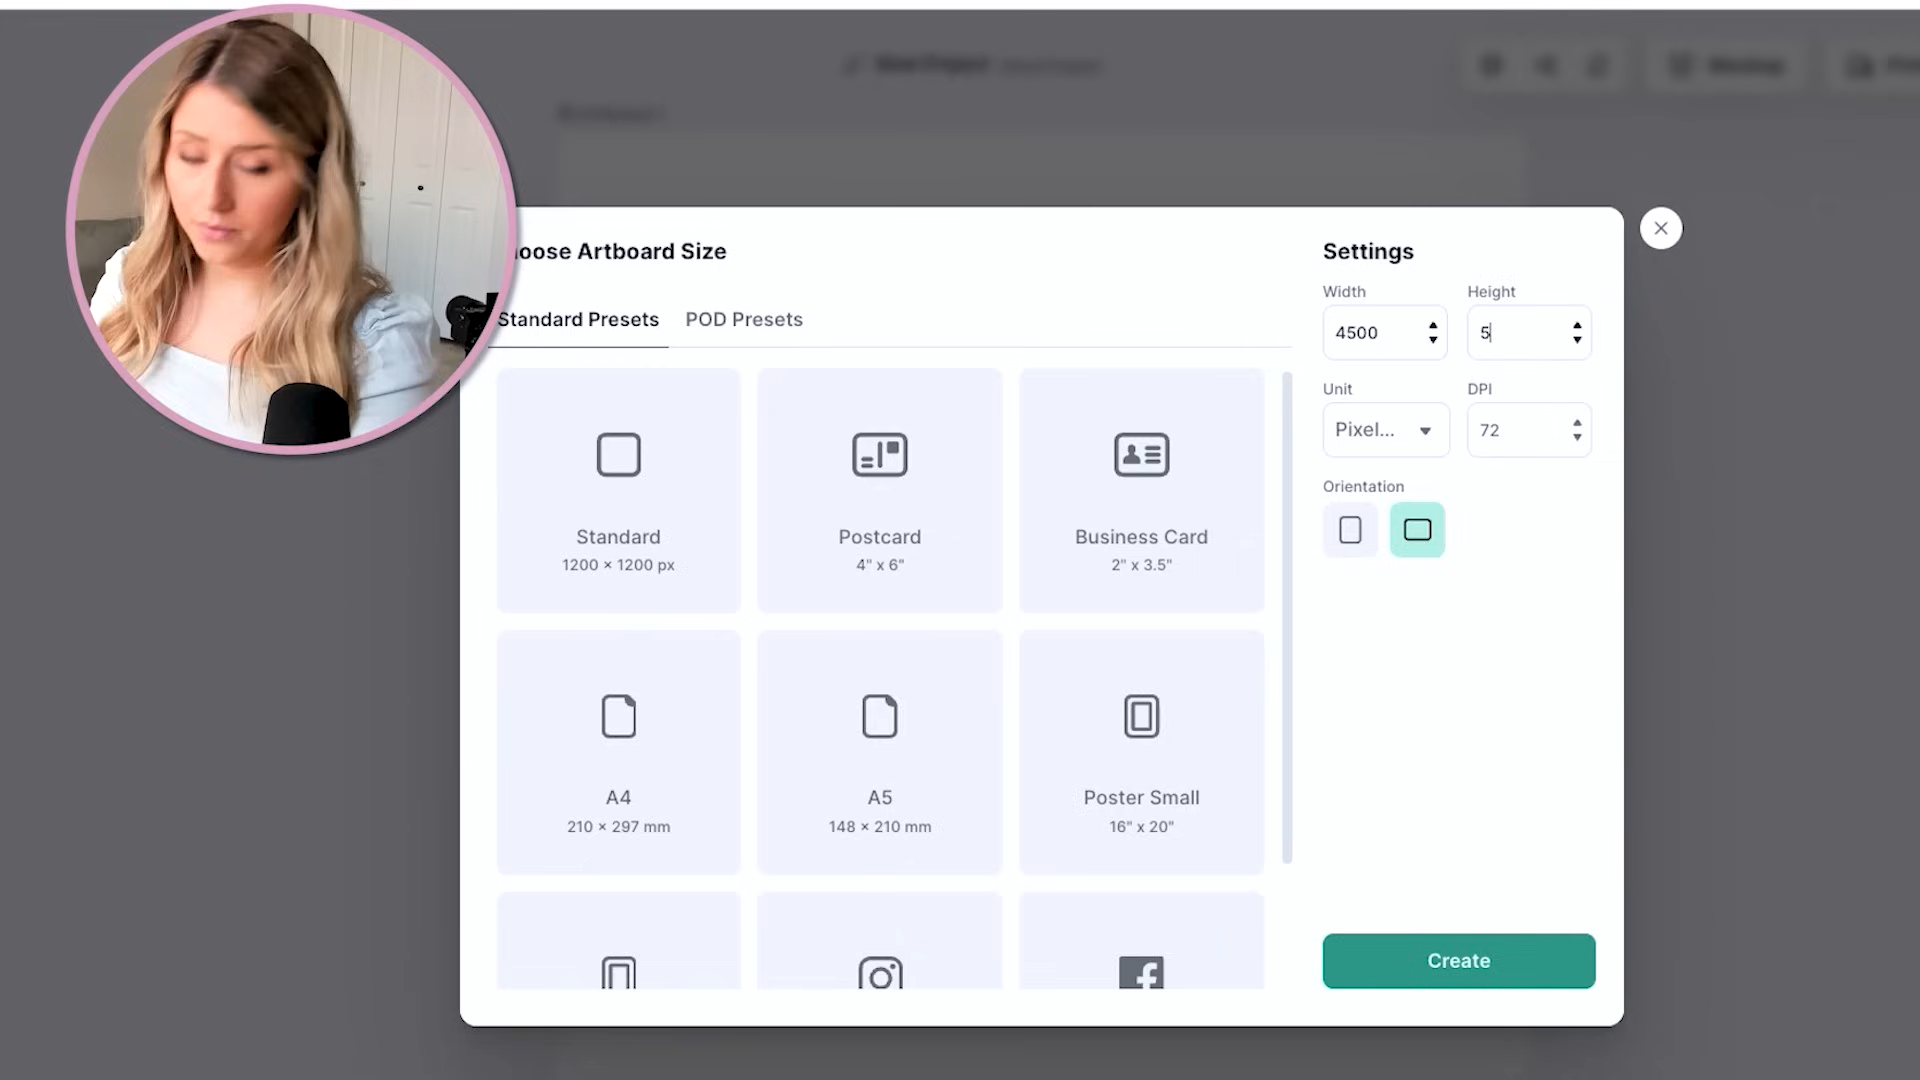 oose Artboard Size
Standard Presets
POD Presets
Standard
1200 × 1200 px
Postcard
4" x 6"
Business Card
2" x 3.5"
A4
210 × 297 mm
A5
148 × 210 mm
Poster Small
16" x 20"
Settings
Width
Height
4500
5
Unit
DPI
Pixel...
72
Orientation
Create